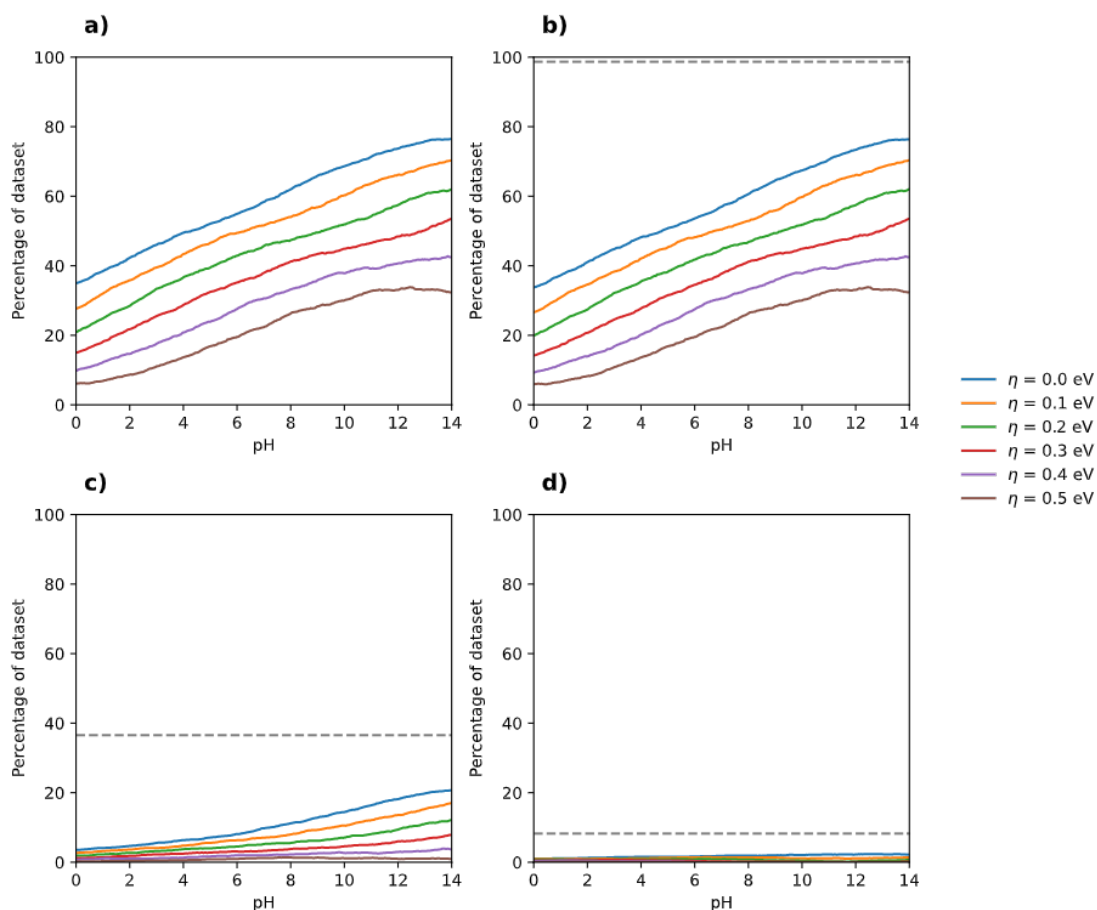 a)
100
80
60
40
20
0
Percentage of dataset
0 2 4 6 8 10 12 14
pH
b)
100
80
60
40
20
0
Percentage of dataset
0 2 4 6 8 10 12 14
pH
η = 0.0 eV
η = 0.1 eV
η = 0.2 eV
η = 0.3 eV
η = 0.4 eV
η = 0.5 eV
c)
100
80
60
40
20
0
Percentage of dataset
0 2 4 6 8 10 12 14
pH
d)
100
80
60
40
20
0
Percentage of dataset
0 2 4 6 8 10 12 14
pH